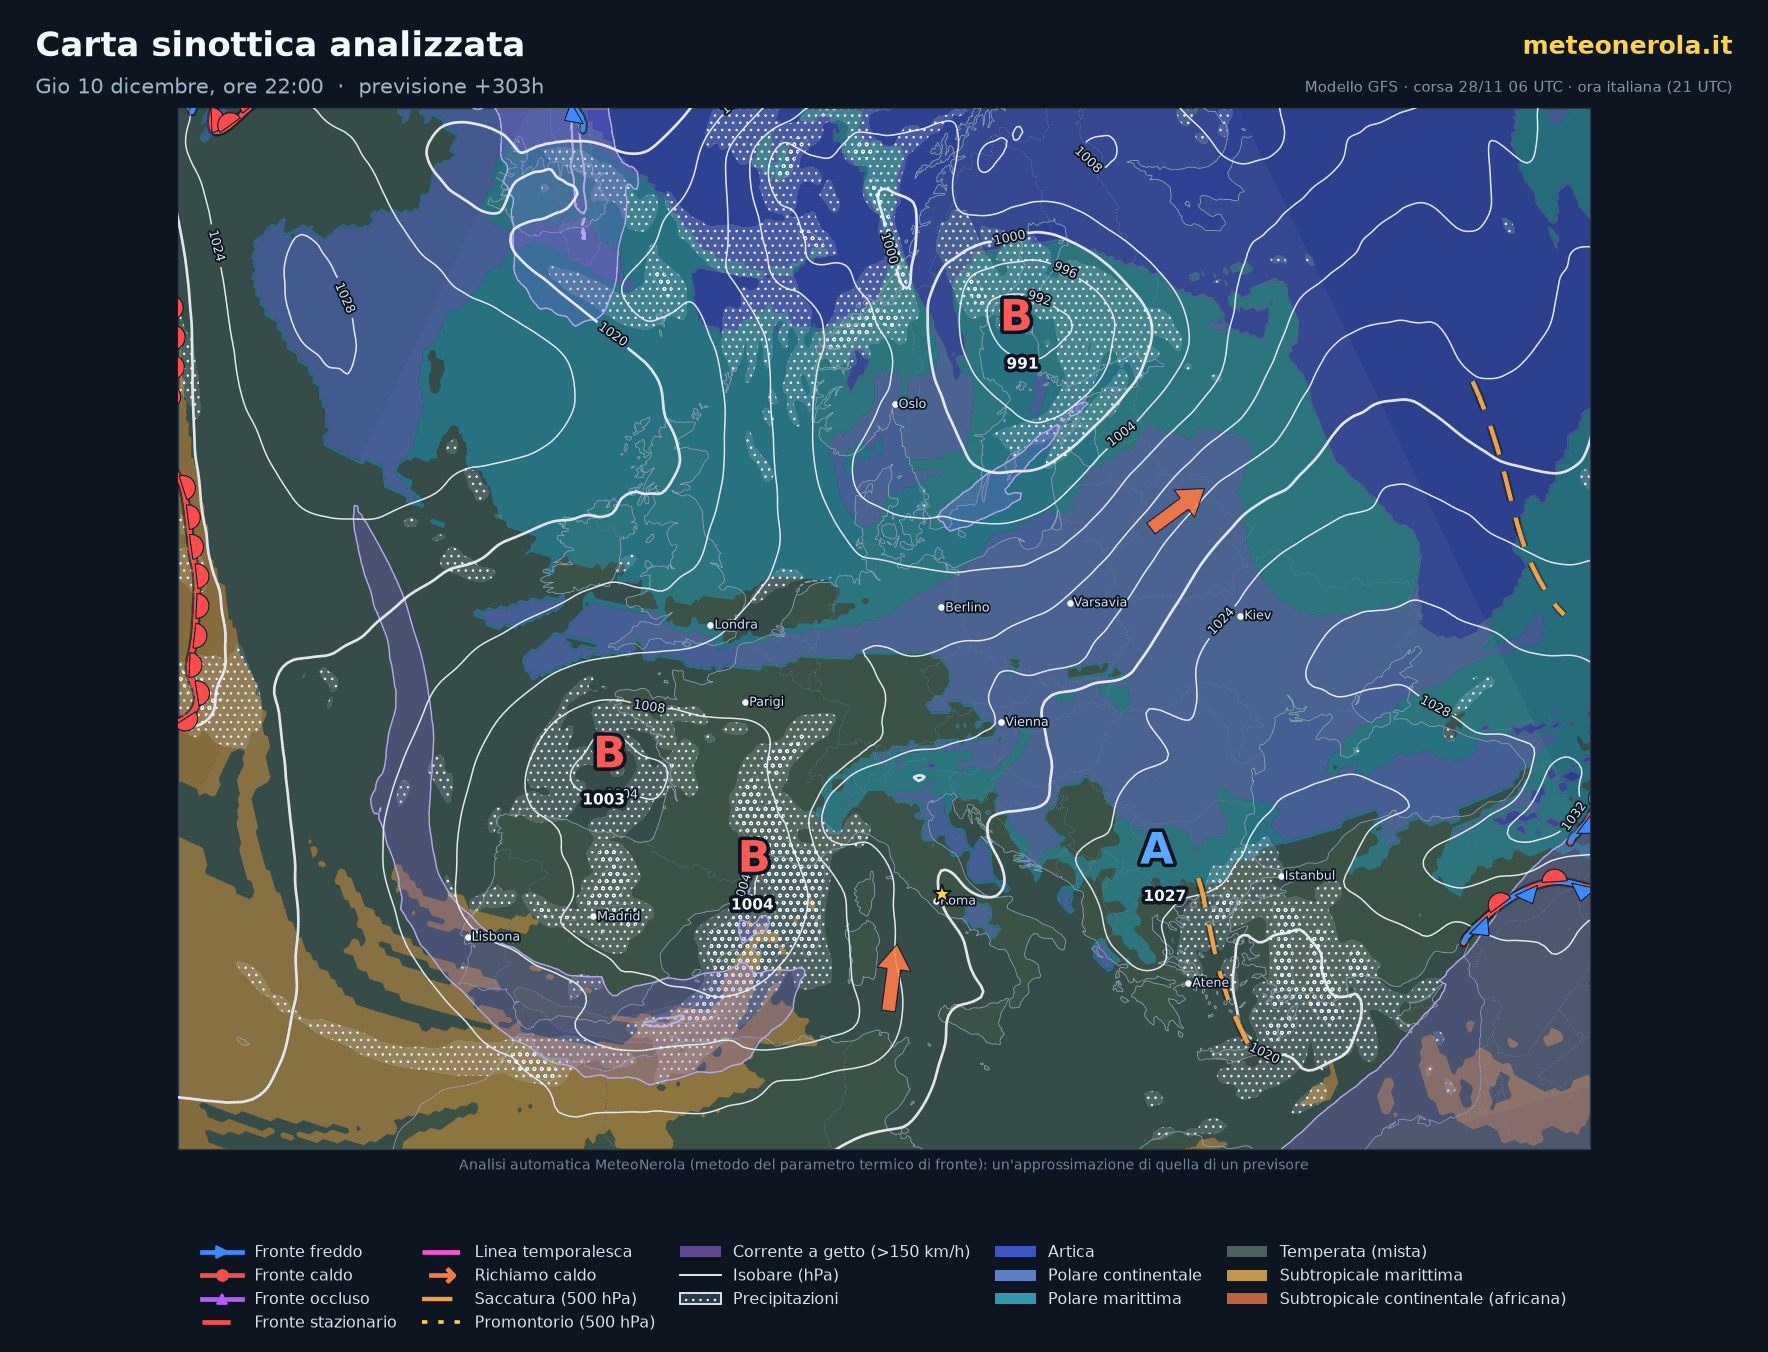 Carta sinottica analizzata
meteonerola.it
Gio 10 dicembre, ore 22:00 · previsione +303h
Modello GFS · corsa 28/11 06 UTC · ora italiana (21 UTC)
1008
1024
1000
1000
996
1028
992
B
1020
991
Oslo
1004
Berlino
Varsavia
1024
Kiev
Londra
Parigi
1008
1028
Vienna
B
1003
1032
A
B
Istanbul
1004
1004
1027
Roma
Madrid
Lisbona
Atene
1020
Analisi automatica MeteoNerola (metodo del parametro termico di fronte): un'approssimazione di quella di un previsore
Fronte freddo
Fronte caldo
Fronte occluso
Fronte stazionario
Linea temporalesca
Richiamo caldo
Saccatura (500 hPa)
Promontorio (500 hPa)
Corrente a getto (>150 km/h)
Isobare (hPa)
Precipitazioni
Artica
Polare continentale
Polare marittima
Temperata (mista)
Subtropicale marittima
Subtropicale continentale (africana)